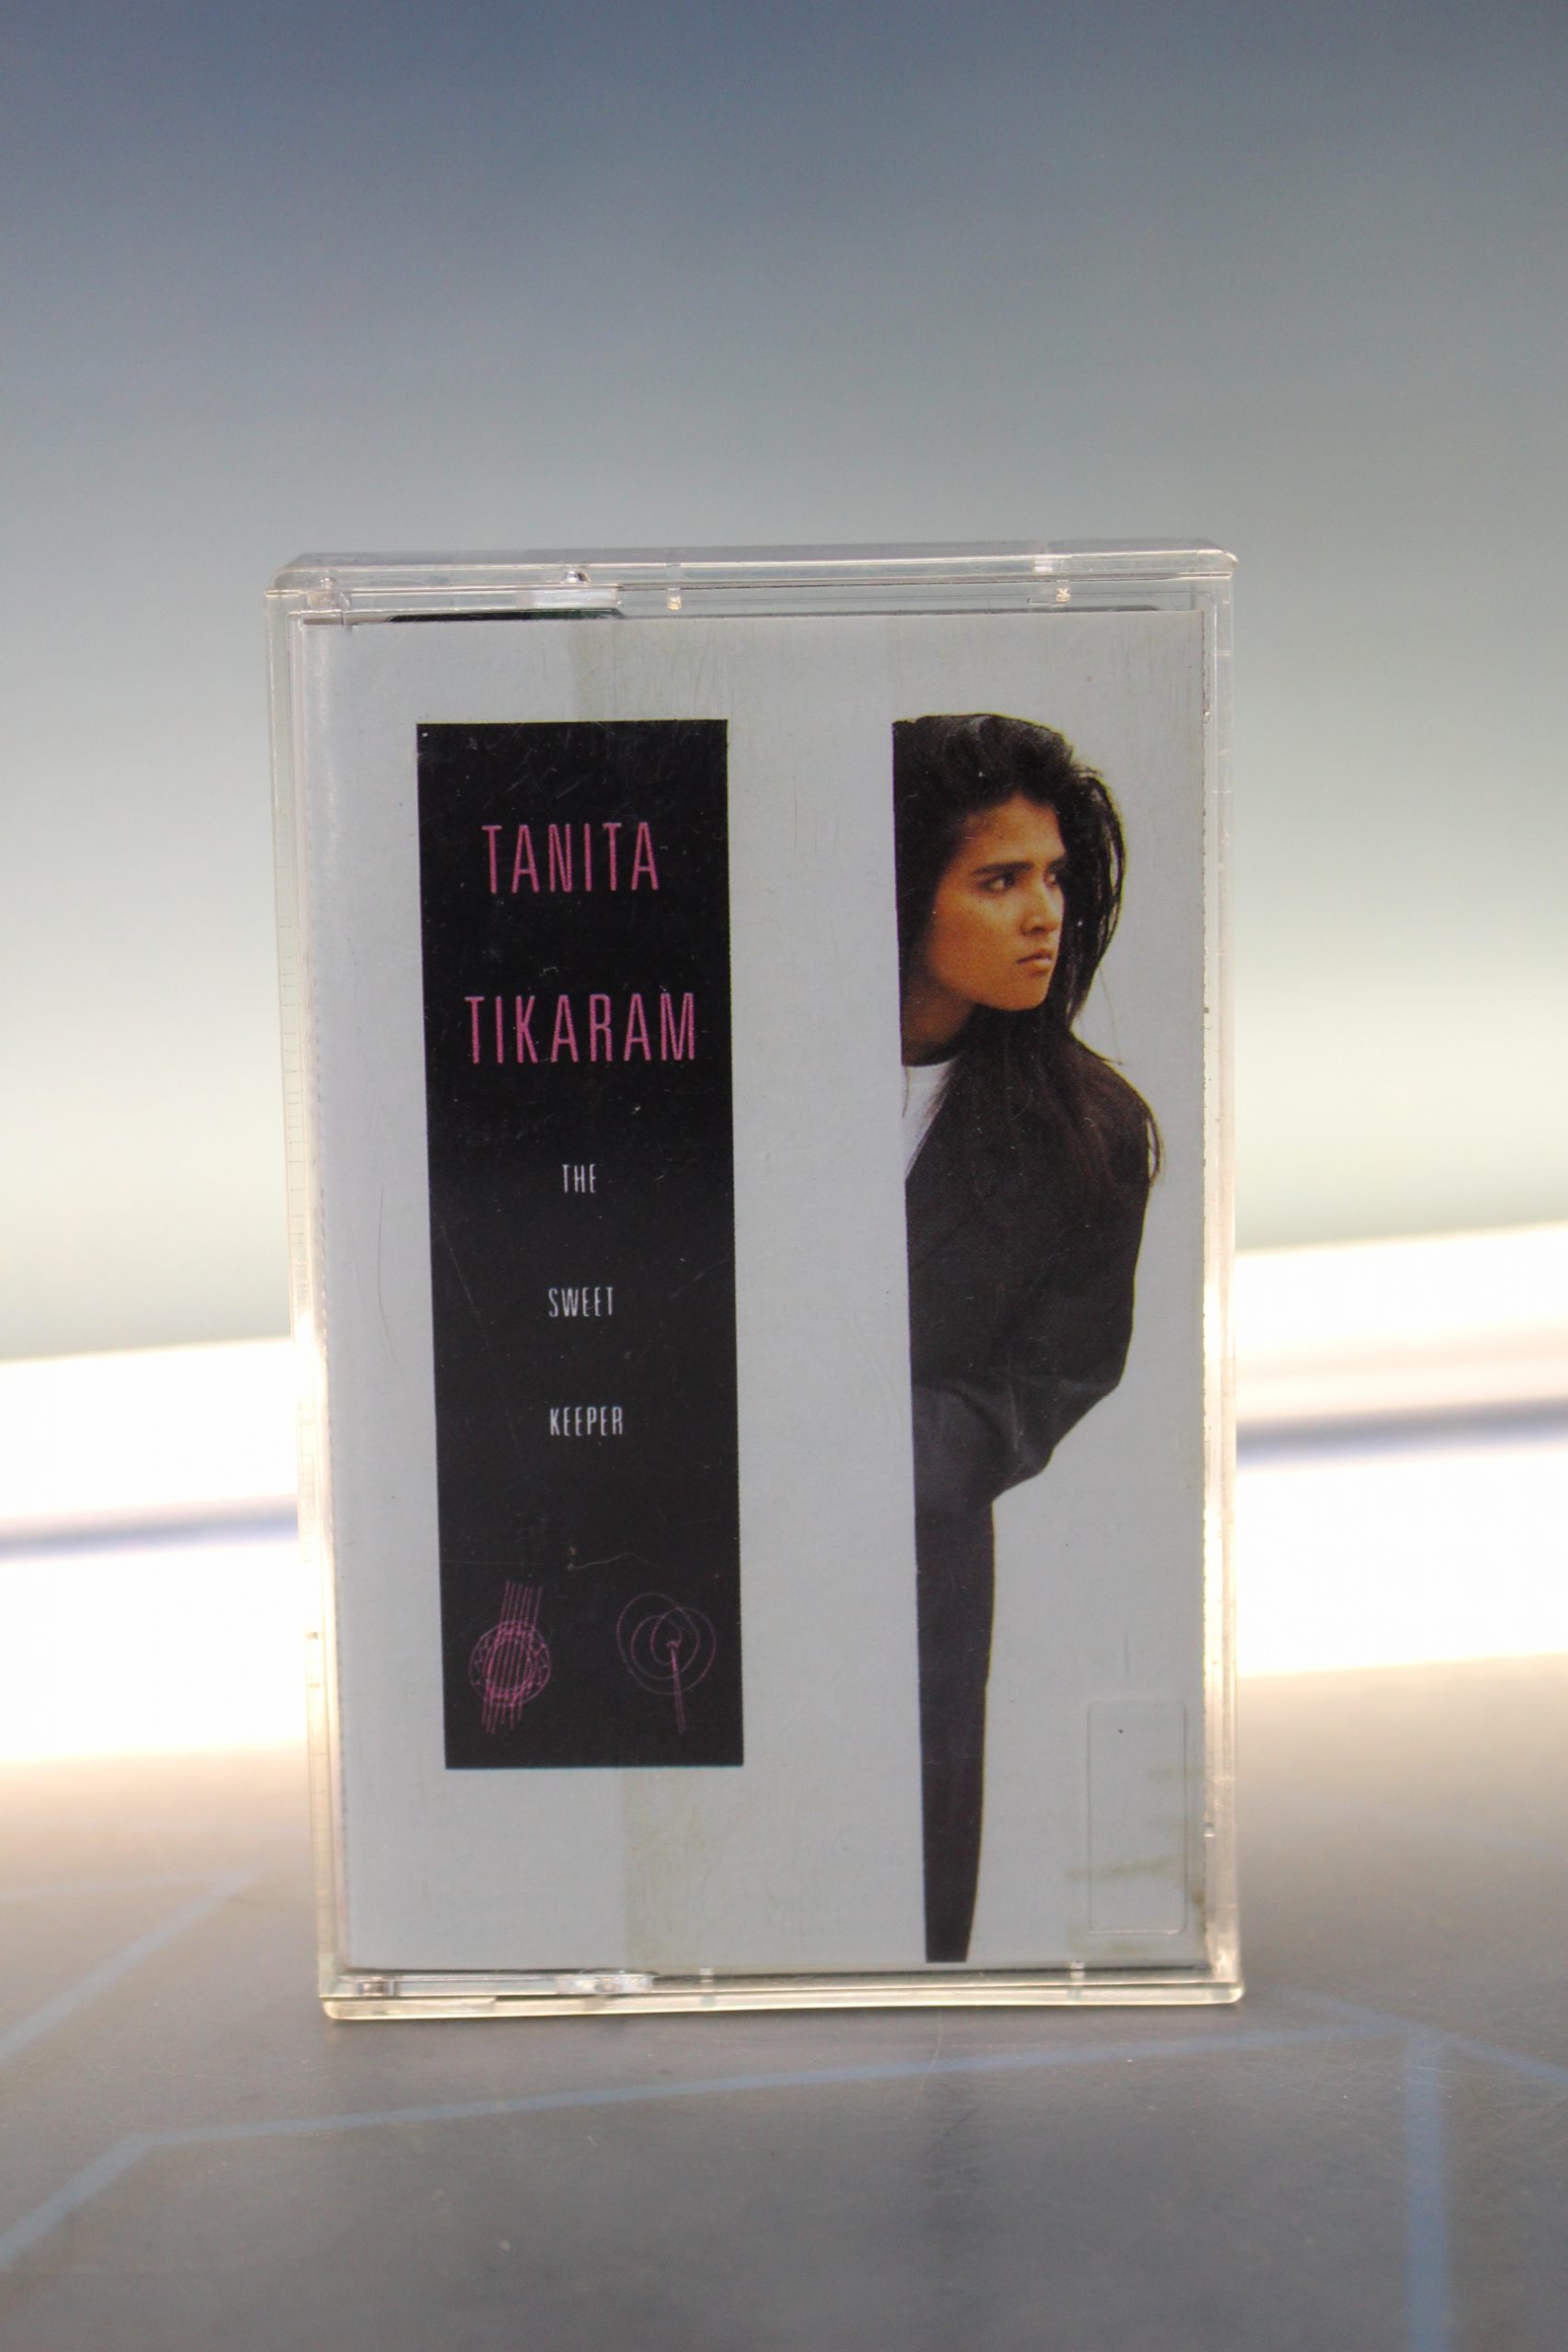 TANITA
TIKARAM
THE
SWEET
KEEPER